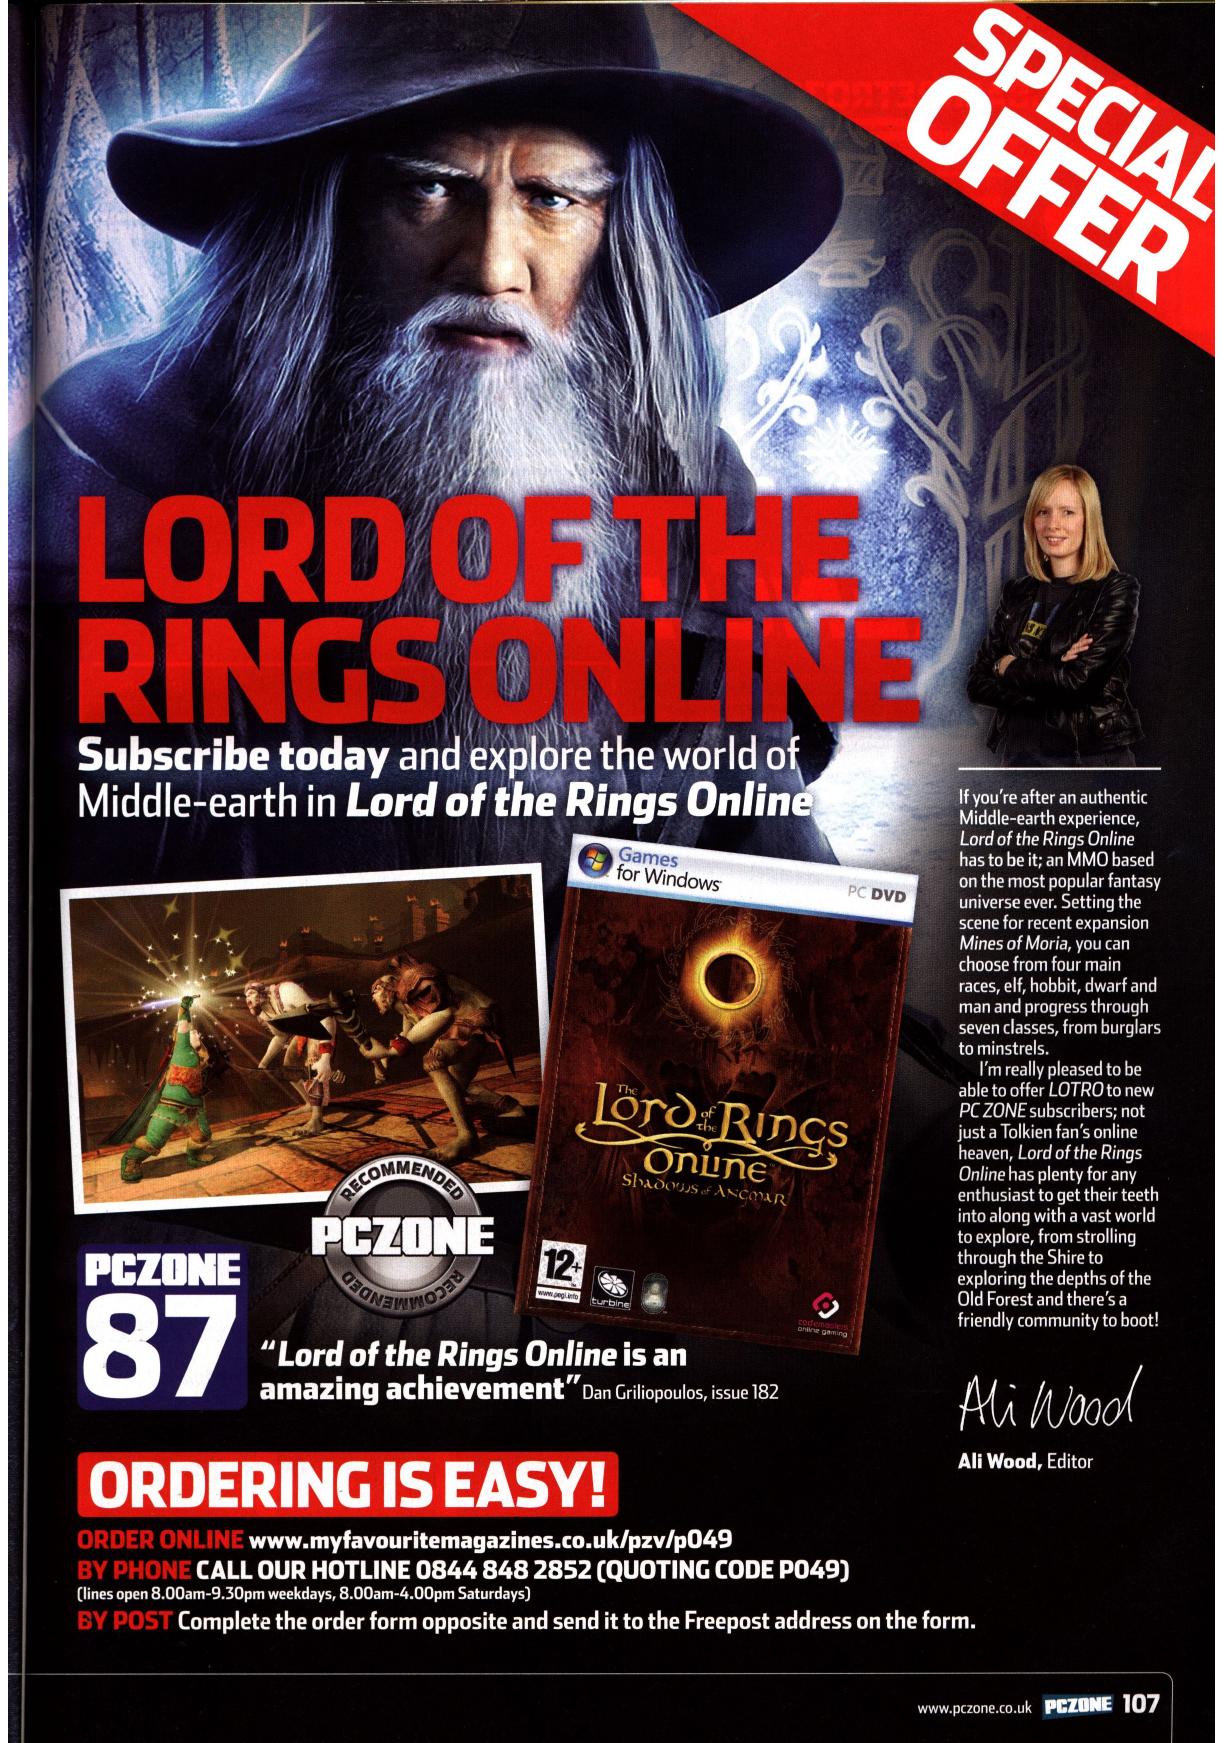 SPECIAL
OFFER
LORD OF THE
RINGS ONLINE
Subscribe today and explore the world of
Middle-earth in Lord of the Rings Online
Games
for Windows
PC DVD
The
Lord of the Rings
Online™
Shadows of Angmar
12+
www.pegi.info
turbine
codemasters
online gaming
RECOMMENDED
PCZONE
RECOMMENDED
PCZONE
87
“Lord of the Rings Online is an
amazing achievement” Dan Griliopoulos, issue 182
If you’re after an authentic
Middle-earth experience,
Lord of the Rings Online
has to be it; an MMO based
on the most popular fantasy
universe ever. Setting the
scene for recent expansion
Mines of Moria, you can
choose from four main
races, elf, hobbit, dwarf and
man and progress through
seven classes, from burglars
to minstrels.
I’m really pleased to be
able to offer LOTRO to new
PC ZONE subscribers; not
just a Tolkien fan’s online
heaven, Lord of the Rings
Online has plenty for any
enthusiast to get their teeth
into along with a vast world
to explore, from strolling
through the Shire to
exploring the depths of the
Old Forest and there’s a
friendly community to boot!
Ali Wood
Ali Wood, Editor
ORDERING IS EASY!
ORDER ONLINE www.myfavouritemagazines.co.uk/pzv/p049
BY PHONE CALL OUR HOTLINE 0844 848 2852 (QUOTING CODE P049)
(lines open 8.00am-9.30pm weekdays, 8.00am-4.00pm Saturdays)
BY POST Complete the order form opposite and send it to the Freepost address on the form.
www.pczone.co.uk PCZONE 107